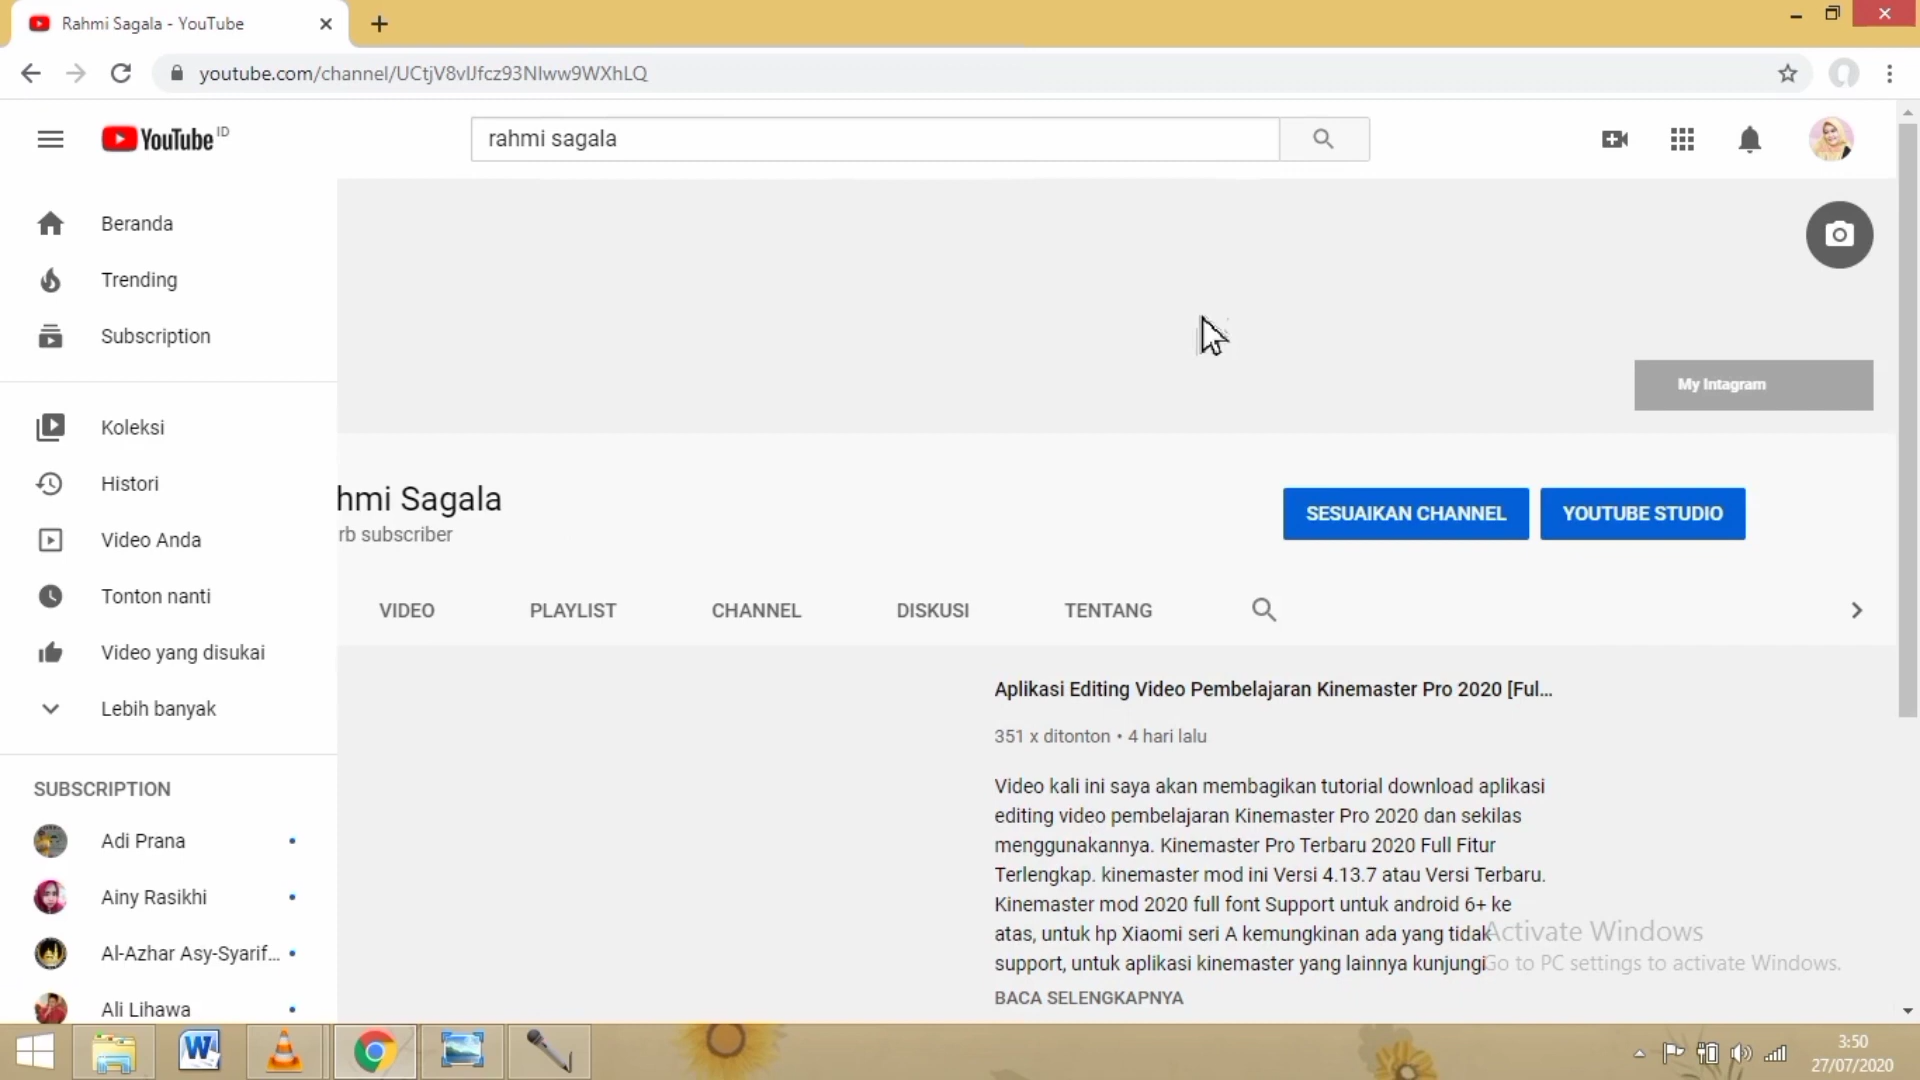 Rahmi Sagala - YouTube
youtube.com/channel/UCtjV8vlJfcz93NIww9WXhLQ
YouTube ID
rahmi sagala
Beranda
Trending
Subscription
My Intagram
Koleksi
Histori
Video Anda
Tonton nanti
Video yang disukai
Lebih banyak
hmi Sagala
rb subscriber
SESUAIKAN CHANNEL
YOUTUBE STUDIO
VIDEO PLAYLIST CHANNEL DISKUSI TENTANG
SUBSCRIPTION
Adi Prana
Ainy Rasikhi
Al-Azhar Asy-Syarif...
Ali Lihawa
Aplikasi Editing Video Pembelajaran Kinemaster Pro 2020 [Ful...
351 x ditonton • 4 hari lalu
Video kali ini saya akan membagikan tutorial download aplikasi
editing video pembelajaran Kinemaster Pro 2020 dan sekilas
menggunakannya. Kinemaster Pro Terbaru 2020 Full Fitur
Terlengkap. kinemaster mod ini Versi 4.13.7 atau Versi Terbaru.
Kinemaster mod 2020 full font Support untuk android 6+ ke
atas, untuk hp Xiaomi seri A kemungkinan ada yang tidak
support, untuk aplikasi kinemaster yang lainnya kunjungi
BACA SELENGKAPNYA
Activate Windows
Go to PC settings to activate Windows.
3:50
27/07/2020